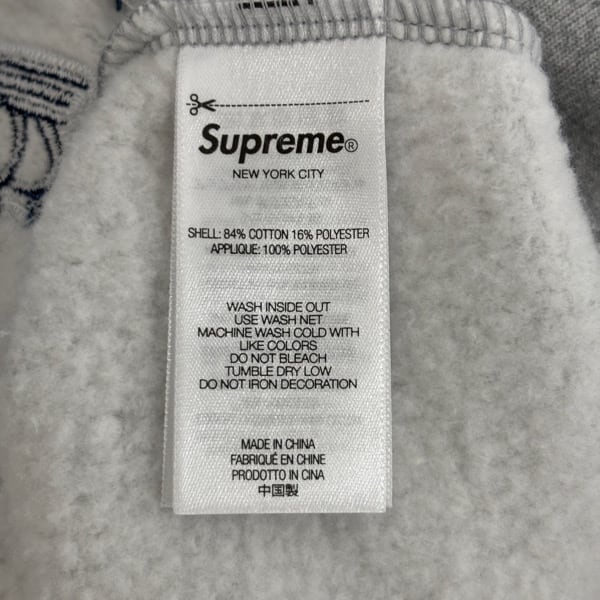 Supreme®
NEW YORK CITY
SHELL: 84% COTTON 16% POLYESTER
APPLIQUE: 100% POLYESTER
WASH INSIDE OUT
USE WASH NET
MACHINE WASH COLD WITH
LIKE COLORS
DO NOT BLEACH
TUMBLE DRY LOW
DO NOT IRON DECORATION
MADE IN CHINA
FABRIQUÉ EN CHINE
PRODOTTO IN CINA
中国製